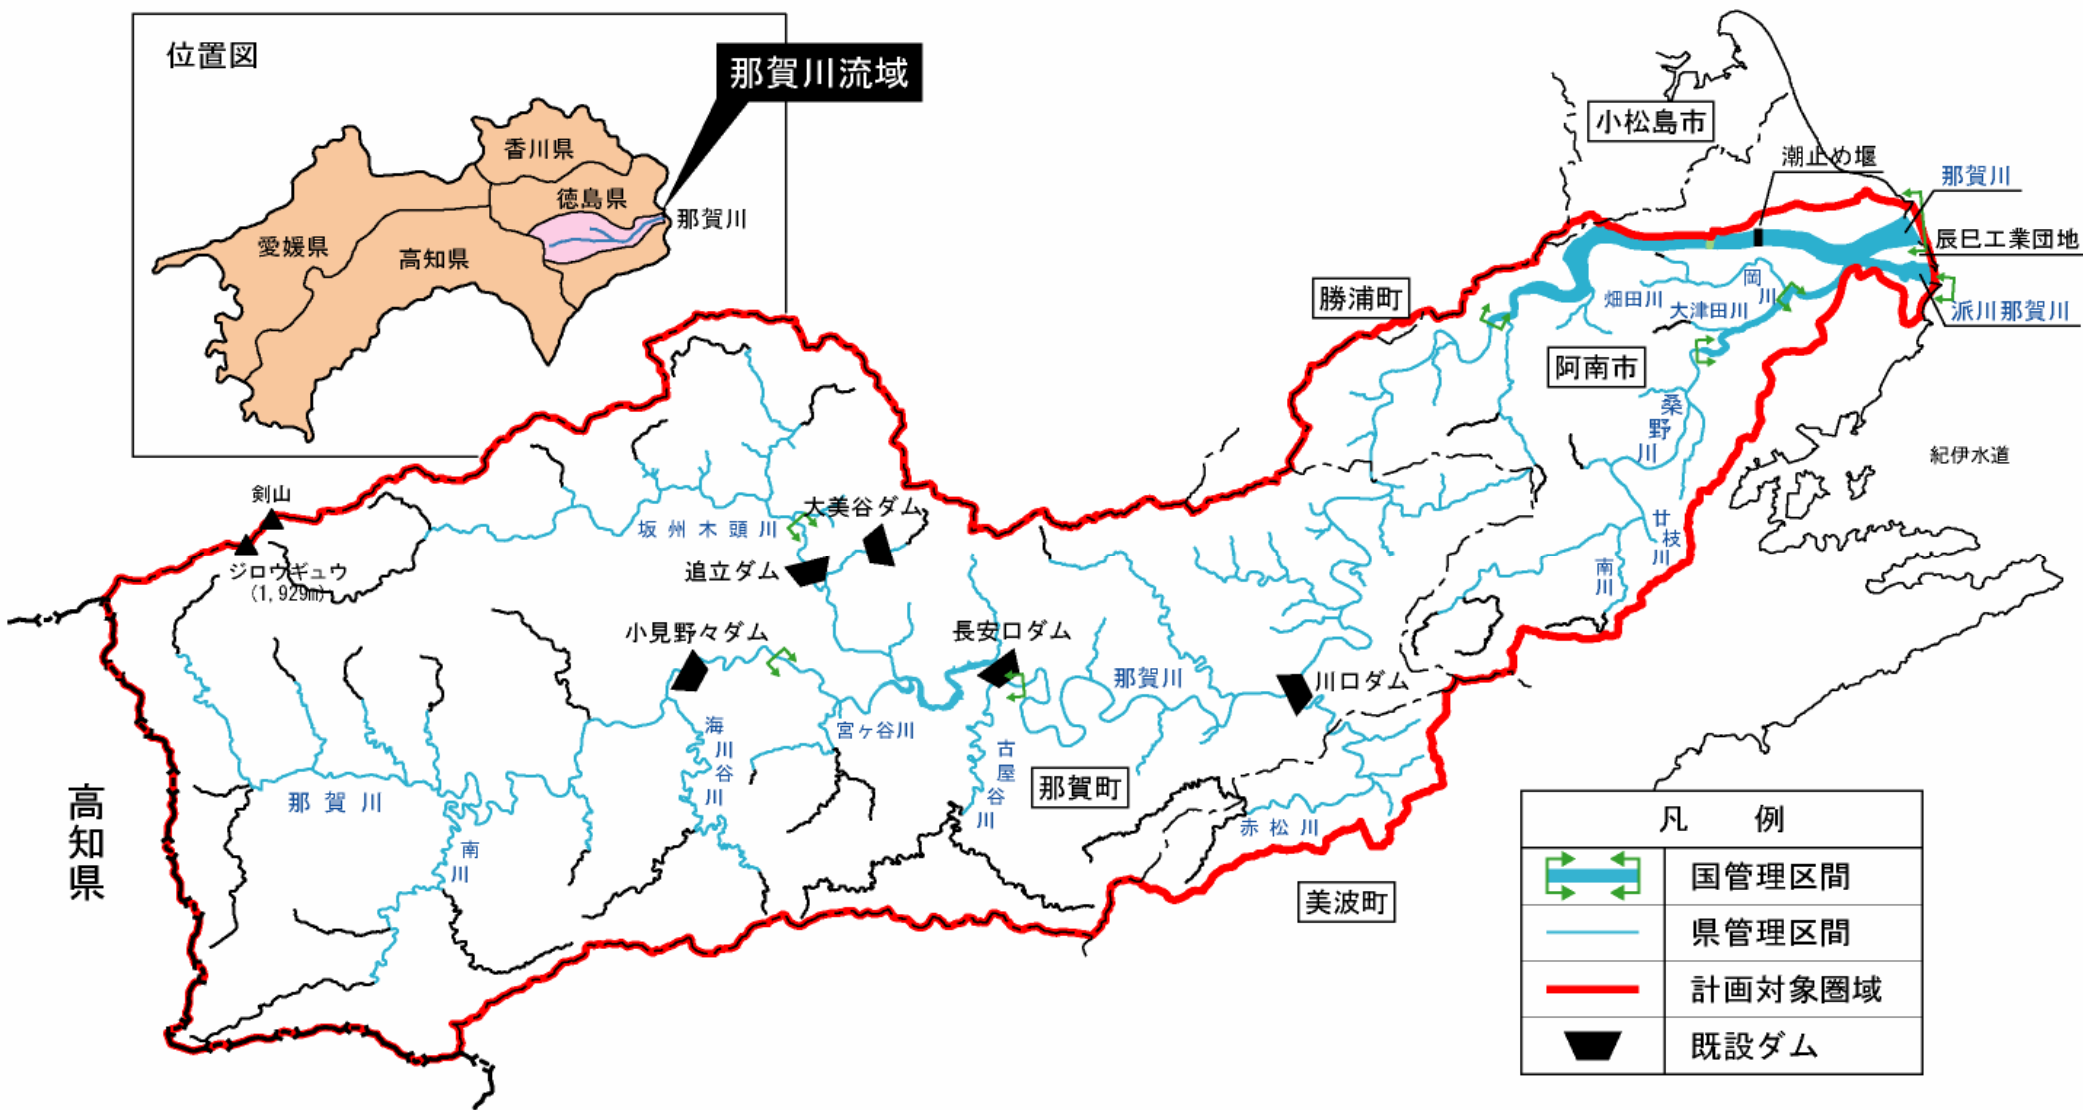 位置図
那賀川流域
香川県
徳島県
那賀川
愛媛県
高知県
小松島市
潮止め堰
那賀川
辰巳工業団地
派川那賀川
勝浦町
岡川
畑田川
大津田川
阿南市
桑野川
紀伊水道
廿枝川
南川
剣山
ジロウギュウ
(1,929m)
坂州木頭川
大美谷ダム
追立ダム
小見野々ダム
長安口ダム
那賀川
川口ダム
海川谷川
宮ヶ谷川
古屋谷川
那賀町
那賀川
南川
赤松川
美波町
高知県
凡例
国管理区間
県管理区間
計画対象圏域
既設ダム